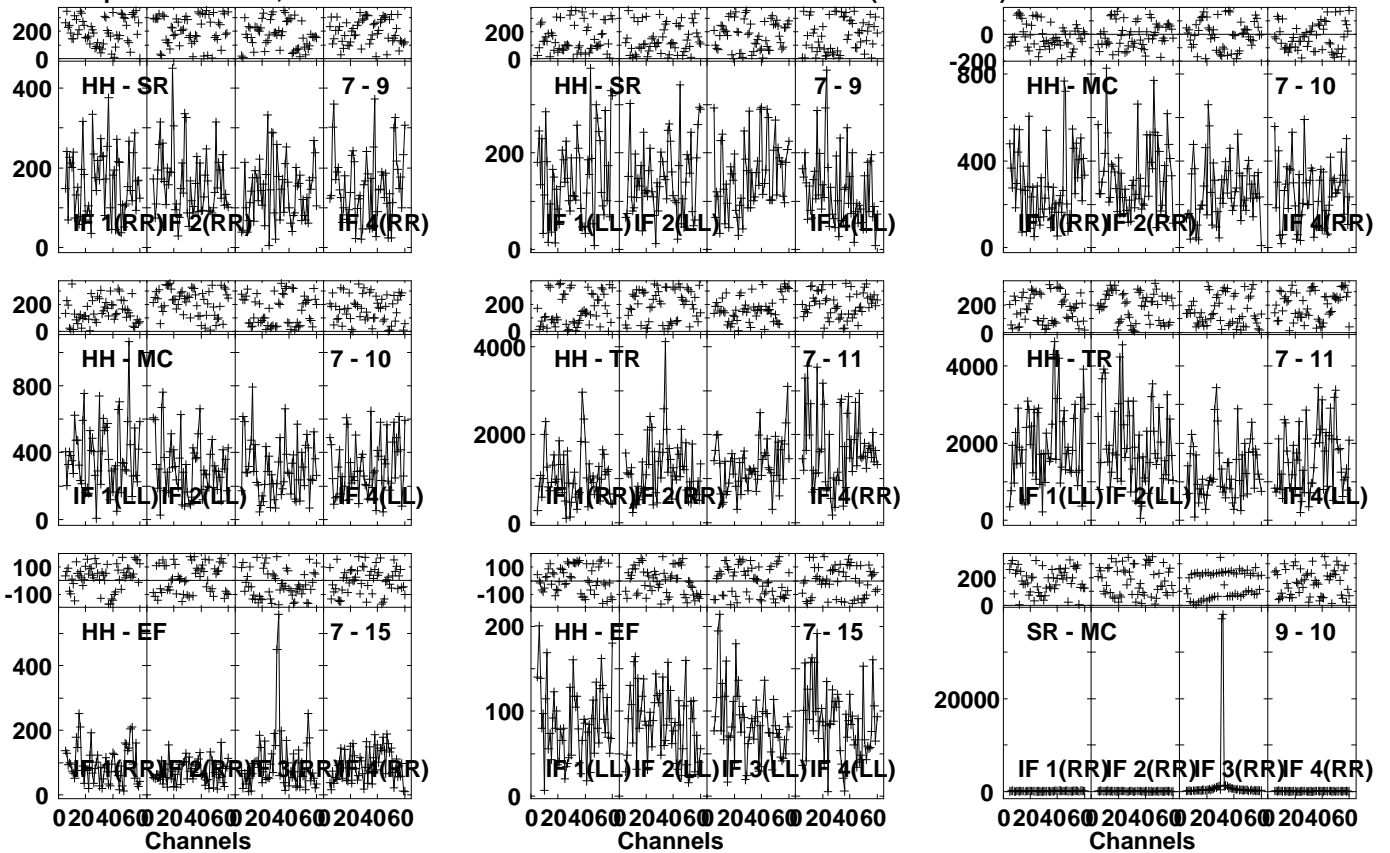 200
0
HH - SR 7 - 9
400
200
0
IF 1(RR) IF 2(RR) IF 4(RR)
200
0
HH - SR 7 - 9
200
100
0
IF 1(LL) IF 2(LL) IF 4(LL)
0
-200
HH - MC 7 - 10
800
400
0
IF 1(RR) IF 2(RR) IF 4(RR)
200
0
HH - MC 7 - 10
800
400
0
IF 1(LL) IF 2(LL) IF 4(LL)
200
0
HH - TR 7 - 11
4000
2000
0
IF 1(RR) IF 2(RR) IF 4(RR)
200
0
HH - TR 7 - 11
4000
2000
0
IF 1(LL) IF 2(LL) IF 4(LL)
100
-100
HH - EF 7 - 15
400
200
0
IF 1(RR) IF 2(RR) IF 3(RR) IF 4(RR)
0 20 40 60 0 20 40 60 0 20 40 60 0 20 40 60
Channels
100
-100
HH - EF 7 - 15
200
100
0
IF 1(LL) IF 2(LL) IF 3(LL) IF 4(LL)
0 20 40 60 0 20 40 60 0 20 40 60 0 20 40 60
Channels
200
0
SR - MC 9 - 10
20000
0
IF 1(RR) IF 2(RR) IF 3(RR) IF 4(RR)
0 20 40 60 0 20 40 60 0 20 40 60 0 20 40 60
Channels